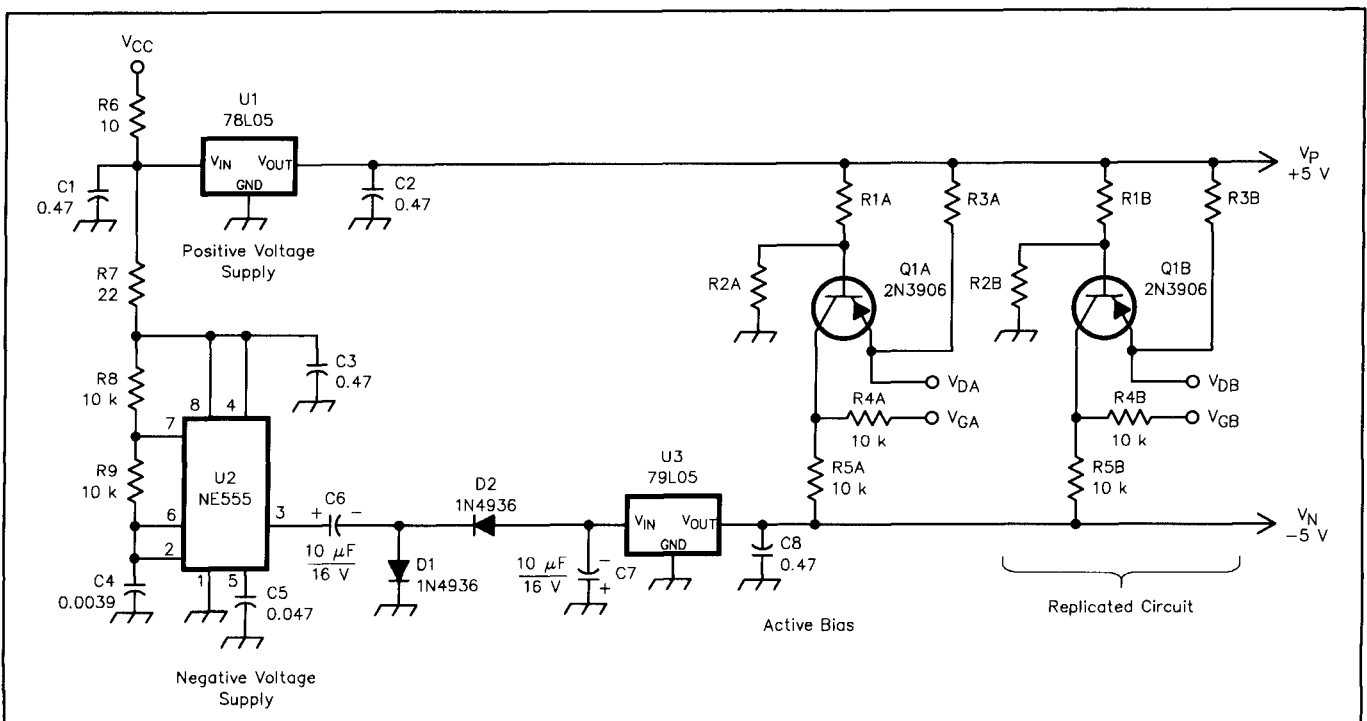 VCC
R6
10
U1
78L05
VIN VOUT
GND
C1
0.47
C2
0.47
Positive Voltage
Supply
R1A
R3A
R1B
R3B
VP
+5 V
R2A
Q1A
2N3906
R2B
Q1B
2N3906
R7
22
C3
0.47
R8
10 k
8 4
7
R9
10 k
U2
NE555
6
2
3
1 5
C4
0.0039
C5
0.047
Negative Voltage
Supply
+ C6 -
10 µF
16 V
D2
1N4936
D1
1N4936
10 µF
16 V
-
+
C7
U3
79L05
VIN VOUT
GND
C8
0.47
VDA
R4A
10 k
VGA
R5A
10 k
VDB
R4B
10 k
VGB
R5B
10 k
VN
-5 V
Active Bias
Replicated Circuit